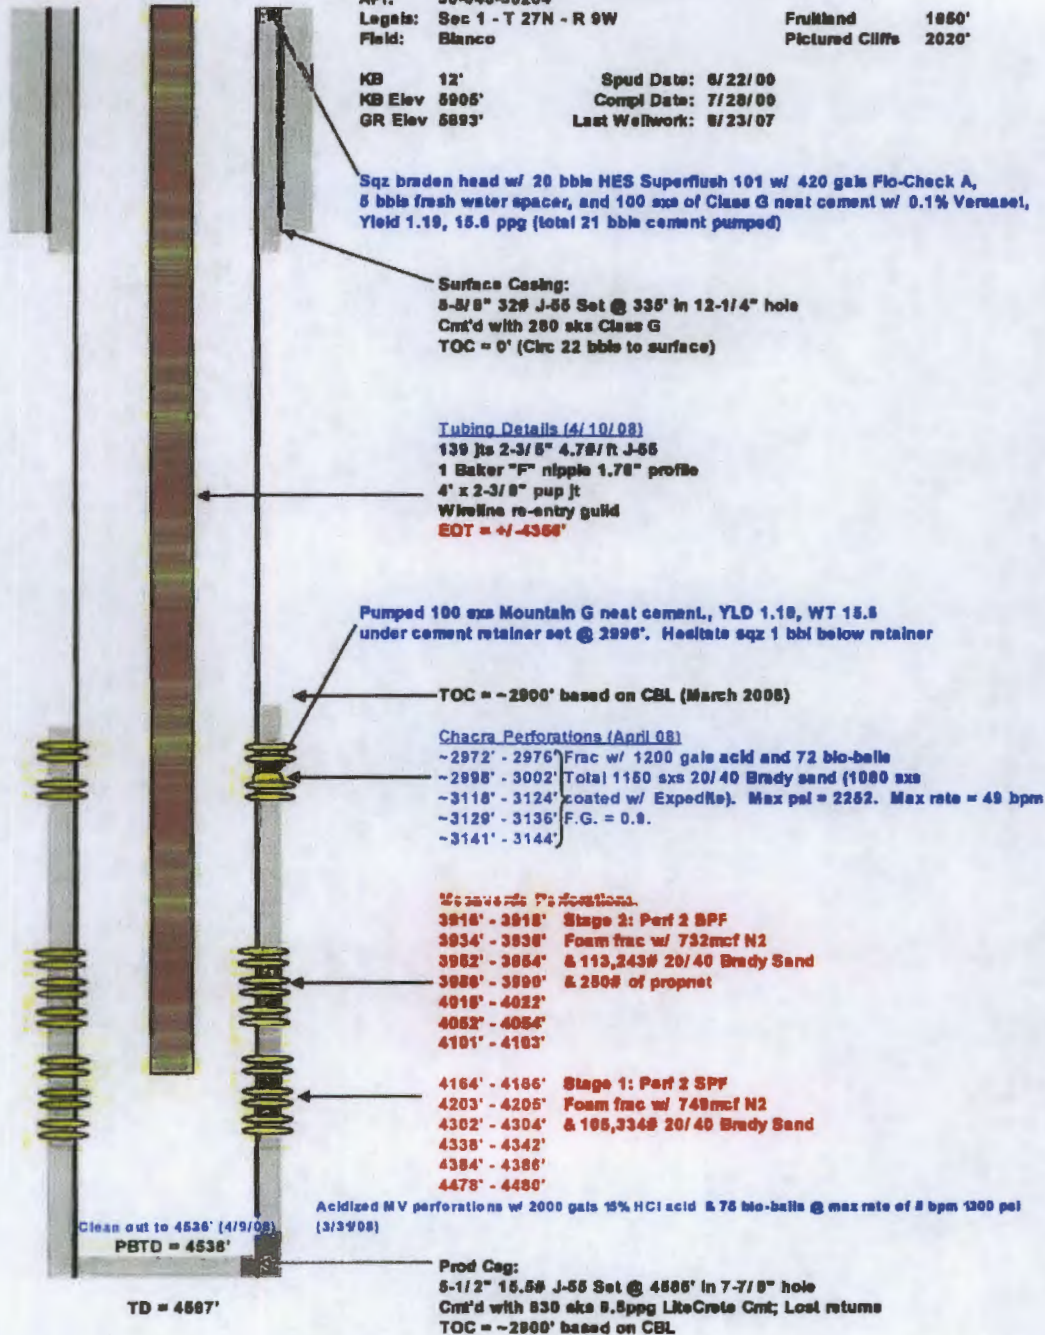 Legals: Sec 1 - T 27N - R 9W
Fruitland 1860'
Field: Blanco
Pictured Cliffs 2020'
KB 12'
Spud Date: 6/22/00
KB Elev 5905'
Compl Date: 7/28/00
GR Elev 5893'
Last Wellwork: 8/23/07
Sqz braden head w/ 20 bbls HES Superflush 101 w/ 420 gals Flo-Check A,
5 bbls fresh water spacer, and 100 sxs of Class G neat cement w/ 0.1% Versaset,
Yield 1.19, 15.8 ppg (total 21 bbls cement pumped)
Surface Casing:
8-5/8" 32# J-55 Set @ 335' in 12-1/4" hole
Cmt'd with 280 sks Class G
TOC = 0' (Circ 22 bbls to surface)
Tubing Details (4/10/08)
139 jts 2-3/8" 4.7#/ft J-55
1 Baker "F" nipple 1.78" profile
4' x 2-3/8" pup jt
Wireline re-entry guild
EOT = +/-4356'
Pumped 100 sxs Mountain G neat cement., YLD 1.18, WT 15.8
under cement retainer set @ 2996'. Hesitate sqz 1 bbl below retainer
TOC = ~2900' based on CBL (March 2008)
Chacra Perforations (April 08)
~2972' - 2976' Frac w/ 1200 gals acid and 72 bio-balls
~2998' - 3002' Total 1150 sxs 20/40 Brady sand (1080 sxs
~3118' - 3124' coated w/ Expedite). Max psi = 2252. Max rate = 49 bpm
~3129' - 3136' F.G. = 0.9.
~3141' - 3144'
Mesaverde Perforations.
3916' - 3918' Stage 2: Perf 2 SPF
3934' - 3938' Foam frac w/ 732mcf N2
3952' - 3954' & 113,243# 20/40 Brady Sand
3988' - 3990' & 250# of propnet
4018' - 4022'
4052' - 4054'
4101' - 4103'
4164' - 4166' Stage 1: Perf 2 SPF
4203' - 4205' Foam frac w/ 749mcf N2
4302' - 4304' & 105,334# 20/40 Brady Sand
4338' - 4342'
4384' - 4386'
4478' - 4480'
Acidized MV perforations w/ 2000 gals 15% HCl acid & 75 bio-balls @ max rate of 8 bpm 1300 psi
(3/31/08)
Clean out to 4536' (4/9/08)
PBTD = 4538'
Prod Csg:
5-1/2" 15.5# J-55 Set @ 4585' in 7-7/8" hole
Cmt'd with 830 sks 9.5ppg LiteCrete Cmt; Lost returns
TOC = ~2900' based on CBL
TD = 4597'